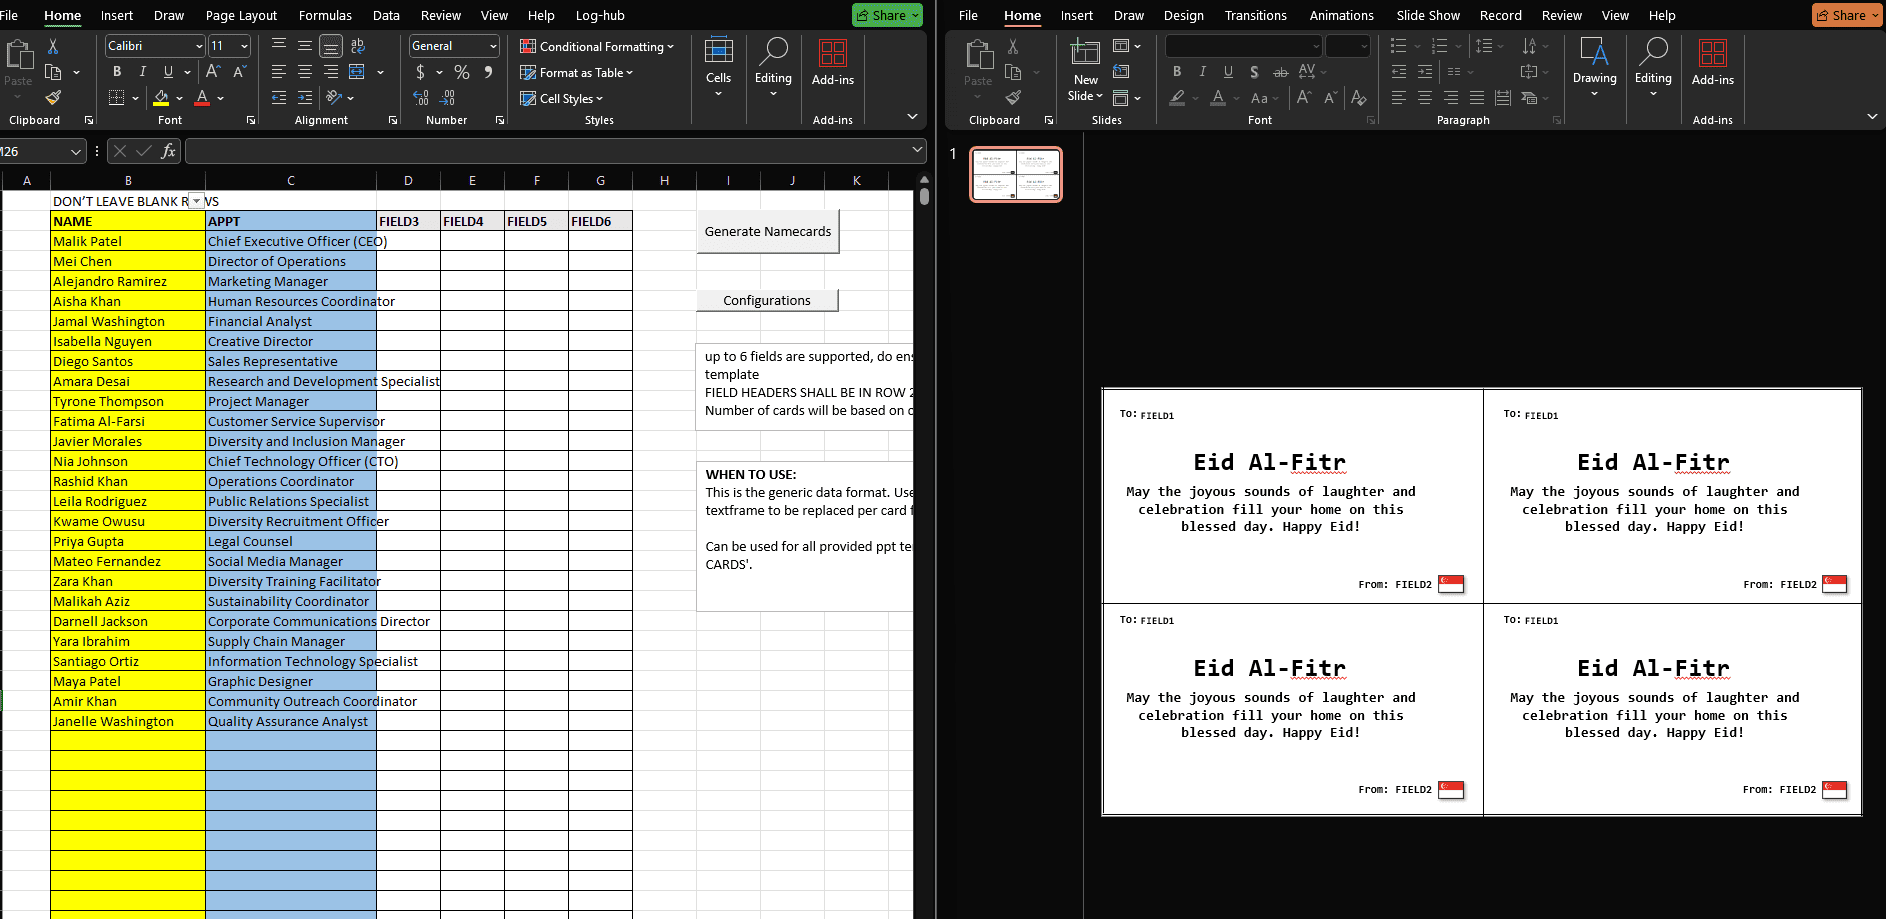 File Home Insert Draw Page Layout Formulas Data Review View Help Log-hub Share
Calibri 11 ab General Conditional Formatting
Paste B I U A A $ % Format as Table Cells Editing Add-ins
A Cell Styles
Clipboard Font Alignment Number Styles Add-ins
M26 fx
A B C D E F G H I J K
DON'T LEAVE BLANK R WS
NAME APPT FIELD3 FIELD4 FIELD5 FIELD6
Malik Patel Chief Executive Officer (CEO)
Mei Chen Director of Operations
Alejandro Ramirez Marketing Manager
Aisha Khan Human Resources Coordinator
Jamal Washington Financial Analyst
Isabella Nguyen Creative Director
Diego Santos Sales Representative
Amara Desai Research and Development Specialist
Tyrone Thompson Project Manager
Fatima Al-Farsi Customer Service Supervisor
Javier Morales Diversity and Inclusion Manager
Nia Johnson Chief Technology Officer (CTO)
Rashid Khan Operations Coordinator
Leila Rodriguez Public Relations Specialist
Kwame Owusu Diversity Recruitment Officer
Priya Gupta Legal Counsel
Mateo Fernandez Social Media Manager
Zara Khan Diversity Training Facilitator
Malikah Aziz Sustainability Coordinator
Darnell Jackson Corporate Communications Director
Yara Ibrahim Supply Chain Manager
Santiago Ortiz Information Technology Specialist
Maya Patel Graphic Designer
Amir Khan Community Outreach Coordinator
Janelle Washington Quality Assurance Analyst
Generate Namecards
Configurations
up to 6 fields are supported, do ens
template
FIELD HEADERS SHALL BE IN ROW 2
Number of cards will be based on c
WHEN TO USE:
This is the generic data format. Use
textframe to be replaced per card f
Can be used for all provided ppt te
CARDS'.
File Home Insert Draw Design Transitions Animations Slide Show Record Review View Help Share
Paste New Slide B I U S ab AV Drawing Editing Add-ins
A Aa A A A
Clipboard Slides Font Paragraph Add-ins
1
To: FIELD1
Eid Al-Fitr
May the joyous sounds of laughter and
celebration fill your home on this
blessed day. Happy Eid!
From: FIELD2
To: FIELD1
Eid Al-Fitr
May the joyous sounds of laughter and
celebration fill your home on this
blessed day. Happy Eid!
From: FIELD2
To: FIELD1
Eid Al-Fitr
May the joyous sounds of laughter and
celebration fill your home on this
blessed day. Happy Eid!
From: FIELD2
To: FIELD1
Eid Al-Fitr
May the joyous sounds of laughter and
celebration fill your home on this
blessed day. Happy Eid!
From: FIELD2